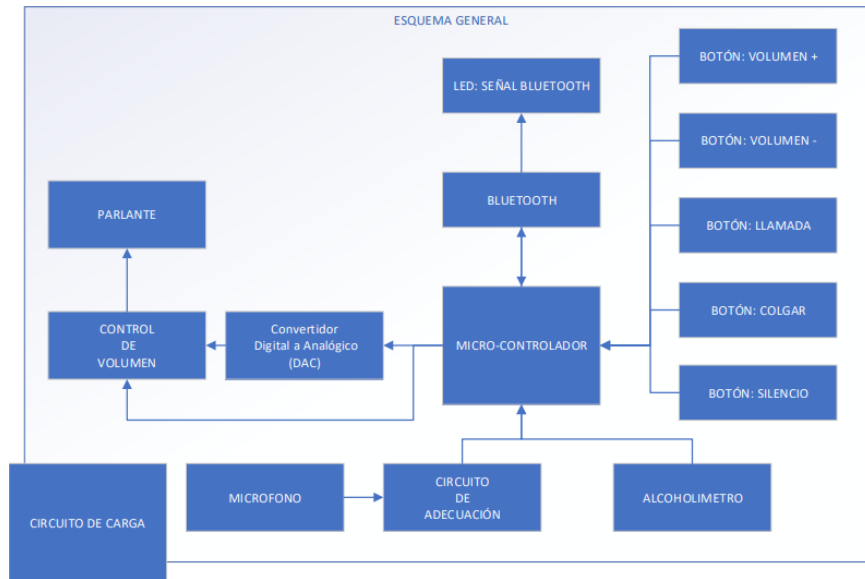 ESQUEMA GENERAL
BOTÓN: VOLUMEN +
LED: SEÑAL BLUETOOTH
BOTÓN: VOLUMEN -
BLUETOOTH
PARLANTE
BOTÓN: LLAMADA
CONTROL
DE
VOLUMEN
Convertidor
Digital a Analógico
(DAC)
MICRO-CONTROLADOR
BOTÓN: COLGAR
BOTÓN: SILENCIO
CIRCUITO DE CARGA
MICROFONO
CIRCUITO
DE
ADECUACIÓN
ALCOHOLIMETRO